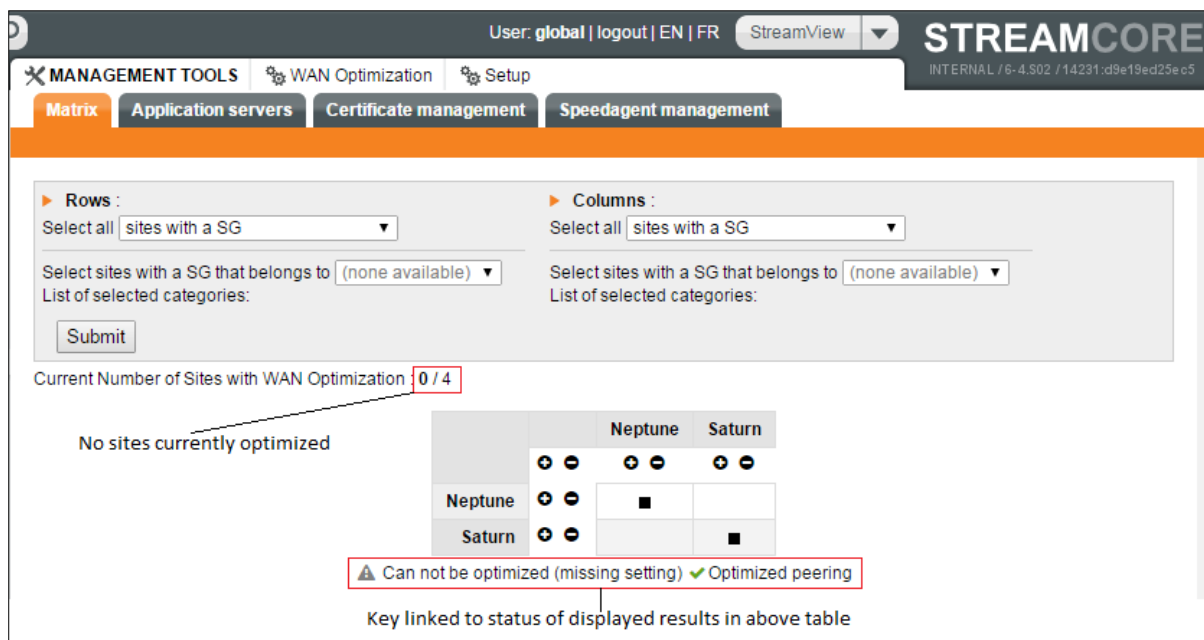 User: global | logout | EN | FR StreamView
STREAMCORE
INTERNAL / 6-4.S02 / 14231:d9e19ed25ec5
MANAGEMENT TOOLS WAN Optimization Setup
Matrix Application servers Certificate management Speedagent management
Rows :
Select all sites with a SG
Select sites with a SG that belongs to (none available)
List of selected categories:
Columns :
Select all sites with a SG
Select sites with a SG that belongs to (none available)
List of selected categories:
Submit
Current Number of Sites with WAN Optimization : 0 / 4
No sites currently optimized
Neptune Saturn
Neptune
Saturn
Can not be optimized (missing setting) Optimized peering
Key linked to status of displayed results in above table